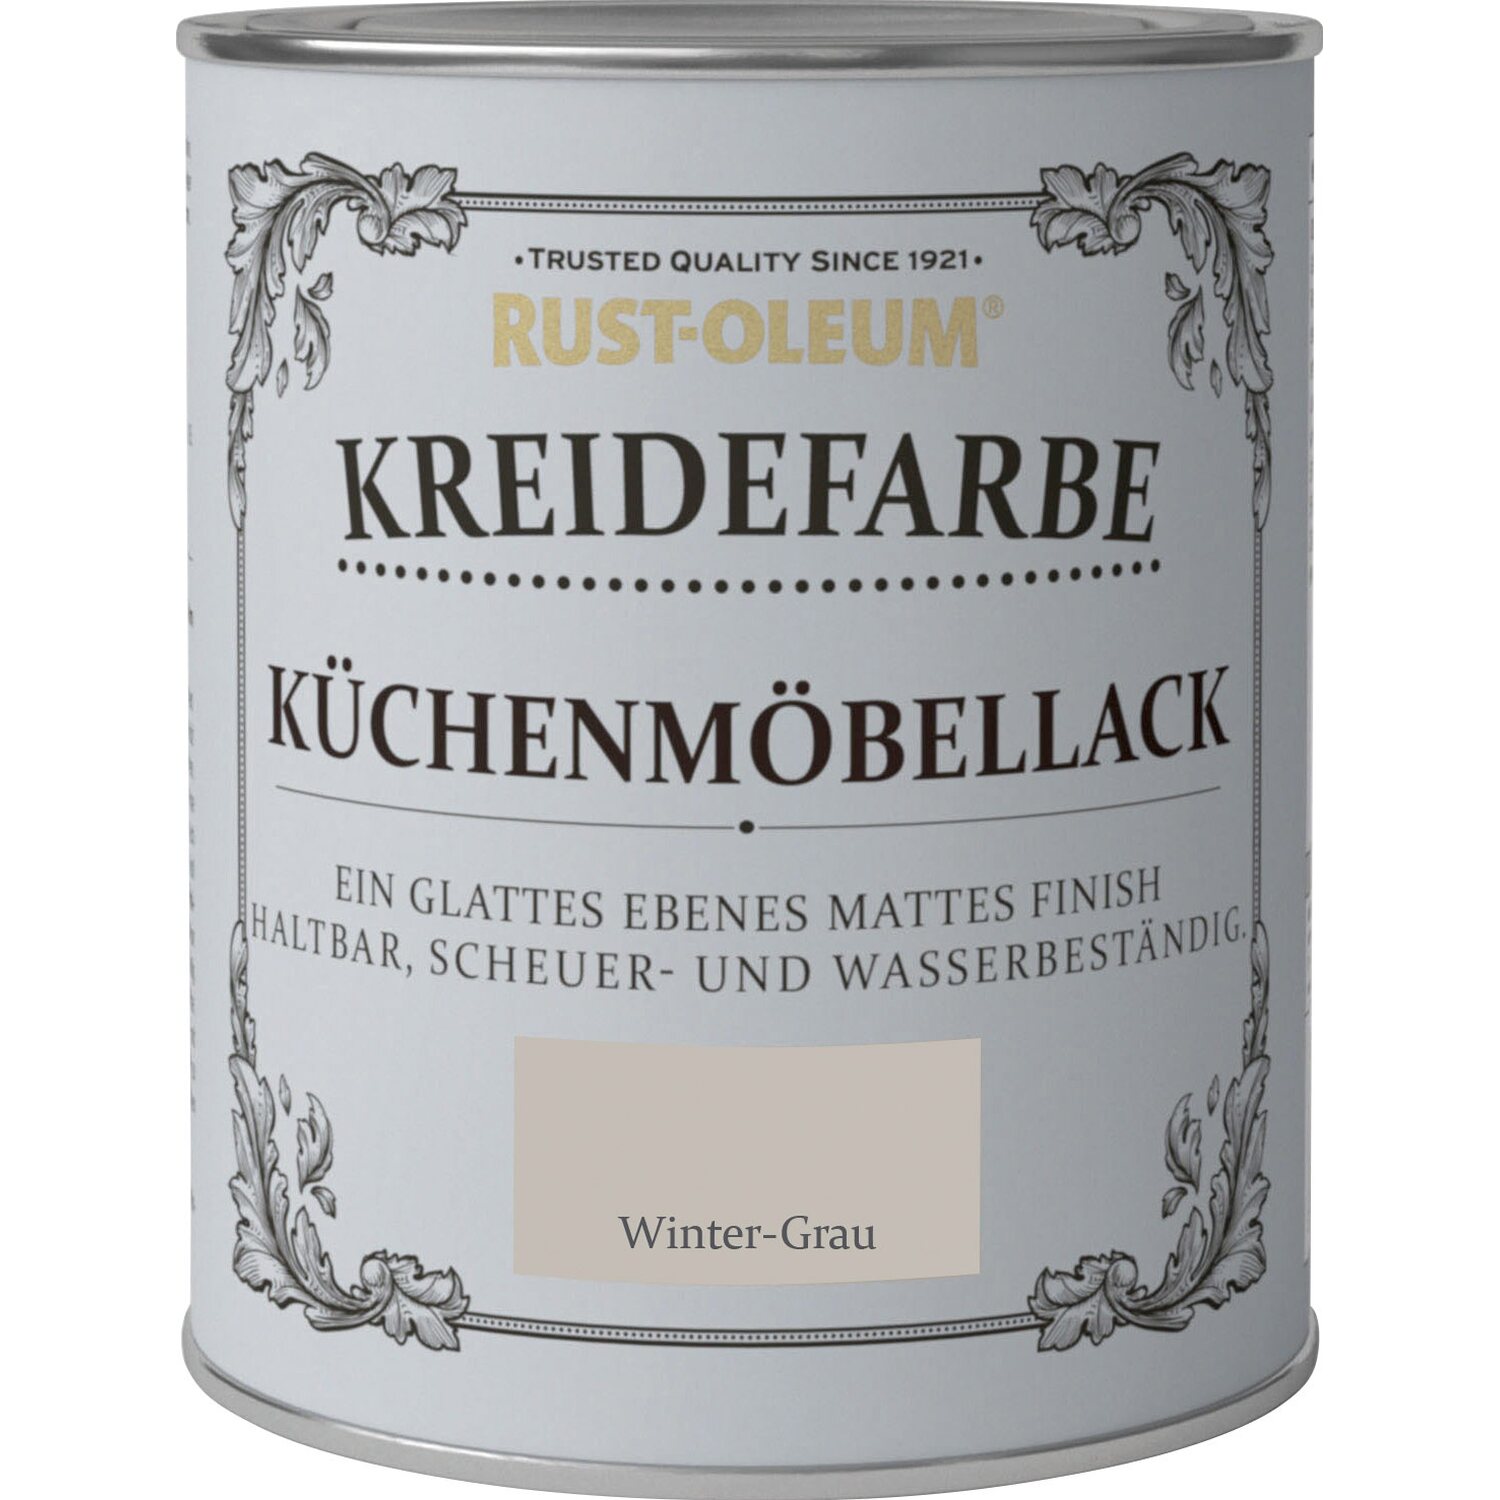 •TRUSTED QUALITY SINCE 1921•
RUST-OLEUM®
KREIDEFARBE
KÜCHENMÖBELLACK
EIN GLATTES EBENES MATTES FINISH
HALTBAR, SCHEUER- UND WASSERBESTÄNDIG.
Winter-Grau